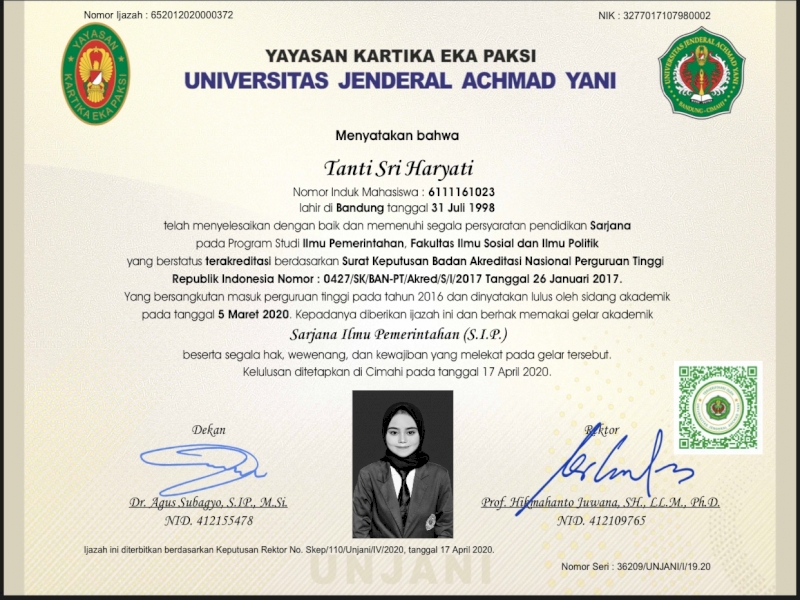 Nomor Ijazah : 652012020000372
NIK : 3277017107980002
YAYASAN KARTIKA EKA PAKSI
YAYASAN KARTIKA EKA PAKSI
UNIVERSITAS JENDERAL ACHMAD YANI
UNIVERSITAS JENDERAL ACHMAD YANI
BANDUNG - CIMAHI
Menyatakan bahwa
Tanti Sri Haryati
Nomor Induk Mahasiswa : 6111161023
lahir di Bandung tanggal 31 Juli 1998
telah menyelesaikan dengan baik dan memenuhi segala persyaratan pendidikan Sarjana
pada Program Studi Ilmu Pemerintahan, Fakultas Ilmu Sosial dan Ilmu Politik
yang berstatus terakreditasi berdasarkan Surat Keputusan Badan Akreditasi Nasional Perguruan Tinggi
Republik Indonesia Nomor : 0427/SK/BAN-PT/Akred/S/I/2017 Tanggal 26 Januari 2017.
Yang bersangkutan masuk perguruan tinggi pada tahun 2016 dan dinyatakan lulus oleh sidang akademik
pada tanggal 5 Maret 2020. Kepadanya diberikan ijazah ini dan berhak memakai gelar akademik
Sarjana Ilmu Pemerintahan (S.I.P.)
beserta segala hak, wewenang, dan kewajiban yang melekat pada gelar tersebut.
Kelulusan ditetapkan di Cimahi pada tanggal 17 April 2020.
Dekan
Rektor
Dr. Agus Subagyo, S.IP., M.Si.
NID. 412155478
Prof. Hikmahanto Juwana, SH., LL.M., Ph.D.
NID. 412109765
Ijazah ini diterbitkan berdasarkan Keputusan Rektor No. Skep/110/Unjani/IV/2020, tanggal 17 April 2020.
UNJANI
Nomor Seri : 36209/UNJANI/I/19.20